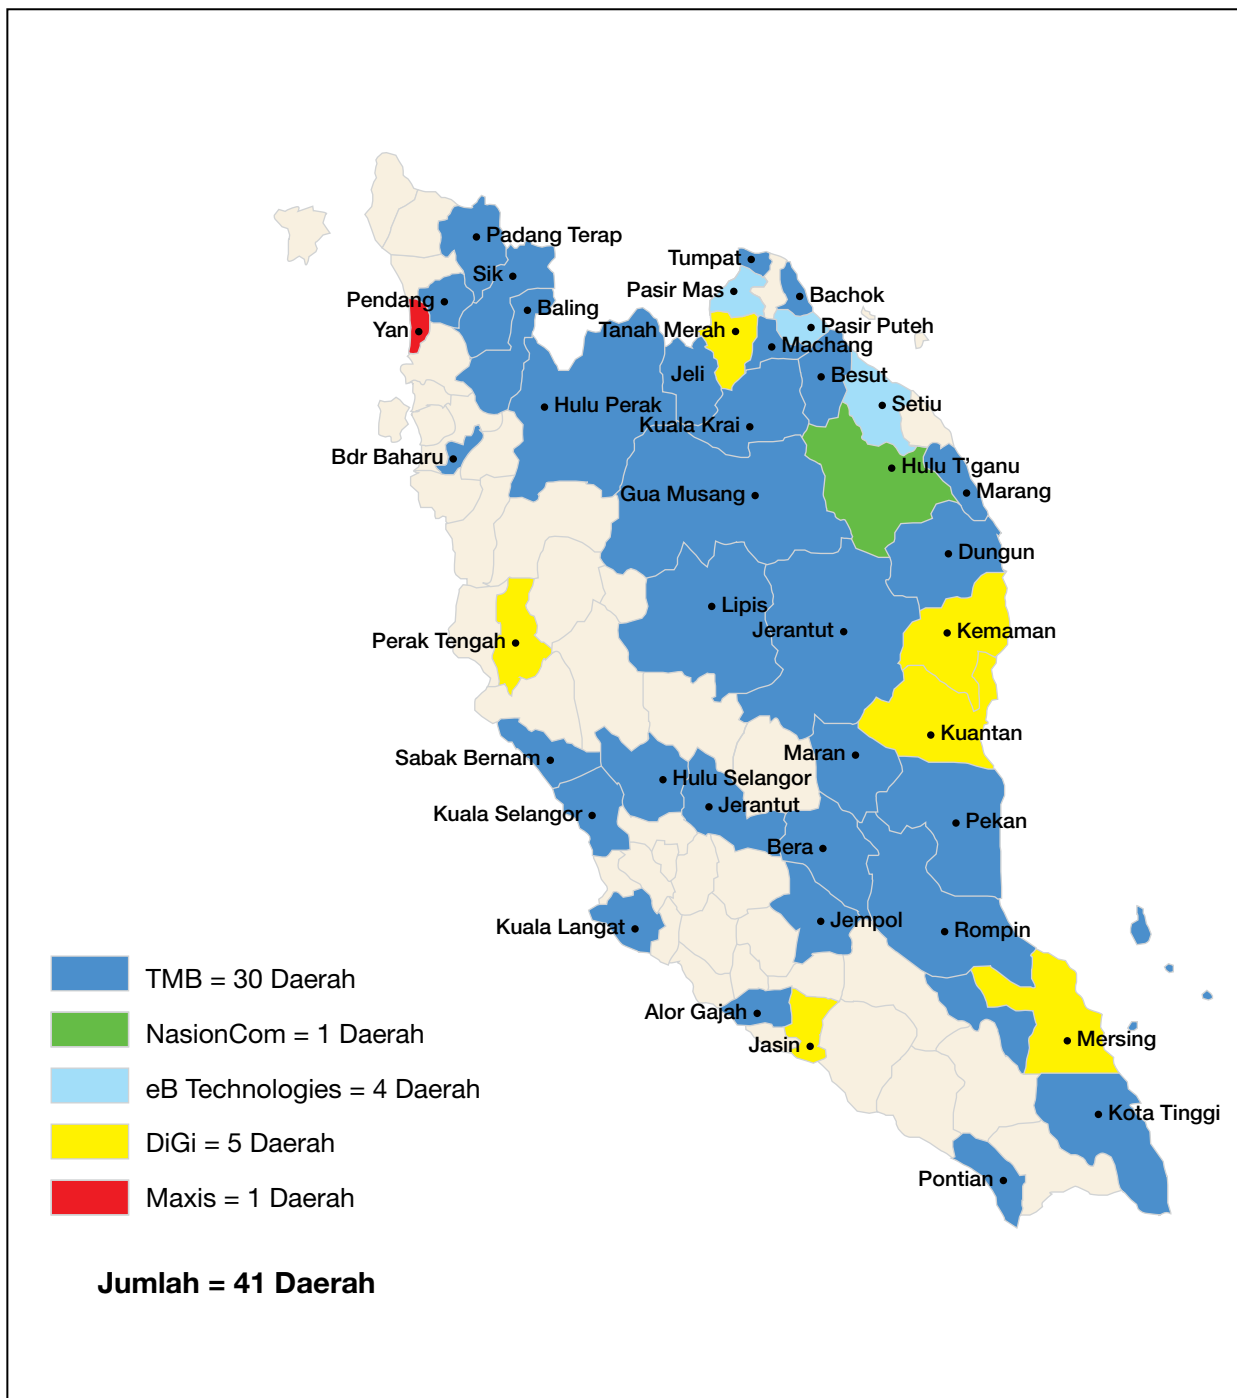 Padang Terap
Tumpat
Sik
Pasir Mas
Bachok
Pendang
Baling
Pasir Puteh
Yan
Tanah Merah
Machang
Jeli
Besut
Hulu Perak
Setiu
Kuala Krai
Bdr Baharu
Hulu T’ganu
Gua Musang
Marang
Dungun
Lipis
Jerantut
Kemaman
Perak Tengah
Kuantan
Maran
Sabak Bernam
Hulu Selangor
Jerantut
Kuala Selangor
Pekan
Bera
Jempol
Kuala Langat
Rompin
Alor Gajah
Jasin
Mersing
Kota Tinggi
Pontian
TMB = 30 Daerah
NasionCom = 1 Daerah
eB Technologies = 4 Daerah
DiGi = 5 Daerah
Maxis = 1 Daerah
Jumlah = 41 Daerah